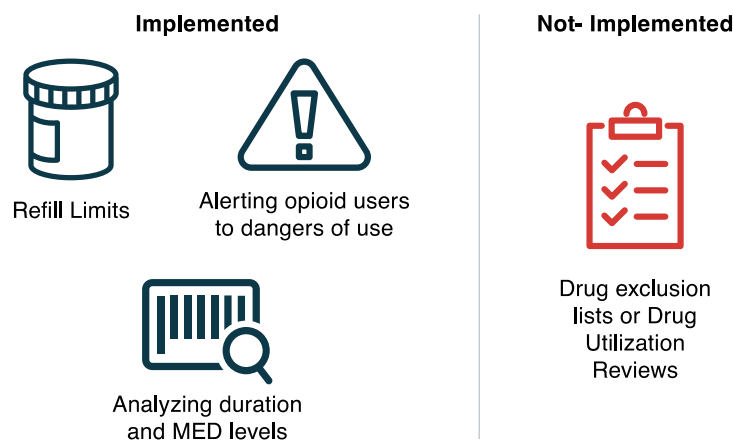 Implemented
Refill Limits
Alerting opioid users
to dangers of use
Analyzing duration
and MED levels
Not- Implemented
Drug exclusion
lists or Drug
Utilization
Reviews